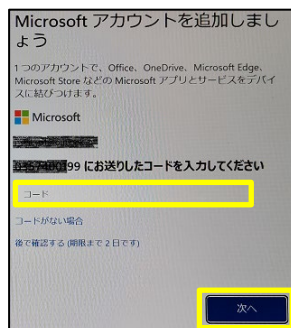 Microsoft アカウントを追加しまし
ょう
1 つのアカウントで、Office、OneDrive、Microsoft Edge、
Microsoft Store などの Microsoft アプリとサービスをデバイ
スに結びつけます。
Microsoft
99 にお送りしたコードを入力してください
コード
コードがない場合
後で確認する (期限まで 2 日です)
次へ